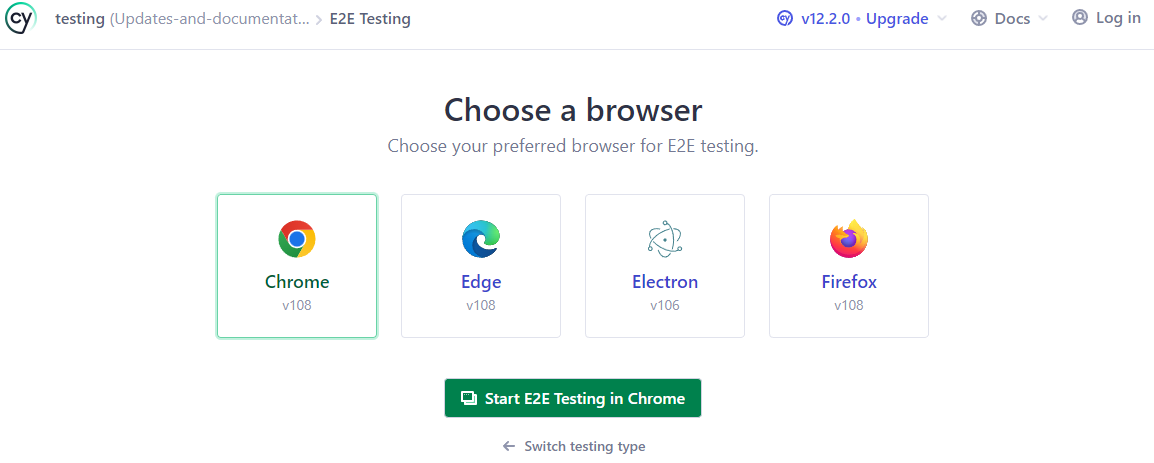 cy testing (Updates-and-documentat... > E2E Testing cy v12.2.0 • Upgrade Docs Log in
Choose a browser
Choose your preferred browser for E2E testing.
Chrome Edge Electron Firefox
v108 v108 v106 v108
Start E2E Testing in Chrome
← Switch testing type